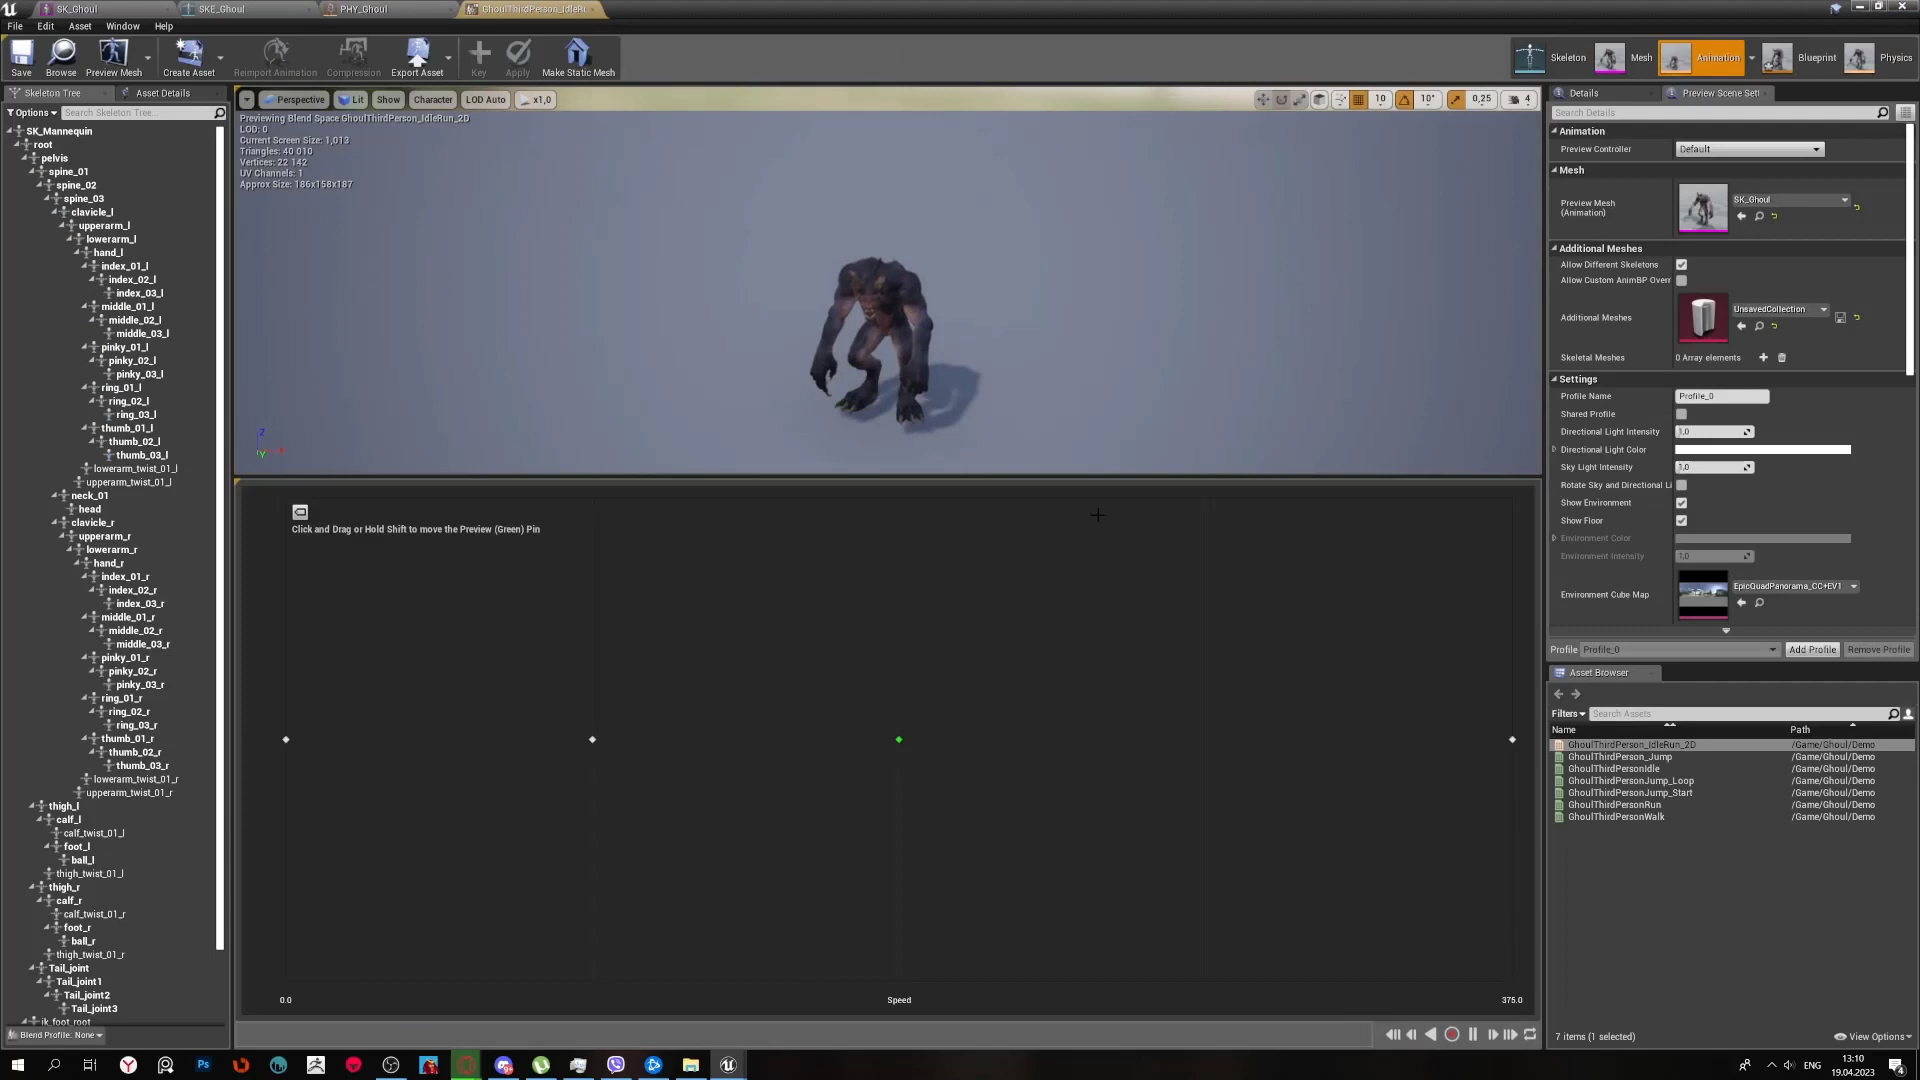 SK_Ghoul
SKE_Ghoul
PHY_Ghoul
GhoulThirdPerson_IdleRu
File
Edit
Asset
Window
Help
Save
Browse
Preview Mesh
Create Asset
Reimport Animation
Compression
Export Asset
Key
Apply
Make Static Mesh
Skeleton
Mesh
Animation
Blueprint
Physics
Skeleton Tree
Asset Details
Options
Search Skeleton Tree...
SK_Mannequin
root
pelvis
spine_01
spine_02
spine_03
clavicle_l
upperarm_l
lowerarm_l
hand_l
index_01_l
index_02_l
index_03_l
middle_01_l
middle_02_l
middle_03_l
pinky_01_l
pinky_02_l
pinky_03_l
ring_01_l
ring_02_l
ring_03_l
thumb_01_l
thumb_02_l
thumb_03_l
lowerarm_twist_01_l
upperarm_twist_01_l
neck_01
head
clavicle_r
upperarm_r
lowerarm_r
hand_r
index_01_r
index_02_r
index_03_r
middle_01_r
middle_02_r
middle_03_r
pinky_01_r
pinky_02_r
pinky_03_r
ring_01_r
ring_02_r
ring_03_r
thumb_01_r
thumb_02_r
thumb_03_r
lowerarm_twist_01_r
upperarm_twist_01_r
thigh_l
calf_l
calf_twist_01_l
foot_l
ball_l
thigh_twist_01_l
thigh_r
calf_r
calf_twist_01_r
foot_r
ball_r
thigh_twist_01_r
Tail_joint
Tail_joint1
Tail_joint2
Tail_joint3
ik_foot_root
Blend Profile: None
Perspective
Lit
Show
Character
LOD Auto
x1,0
10
10°
0,25
4
Previewing Blend Space GhoulThirdPerson_IdleRun_2D
LOD: 0
Current Screen Size: 1,013
Triangles: 40 010
Vertices: 22 142
UV Channels: 1
Approx Size: 186x158x187
Z
Y
Click and Drag or Hold Shift to move the Preview (Green) Pin
0.0
Speed
375.0
Details
Preview Scene Setti
Search Details
Animation
Preview Controller
Default
Mesh
Preview Mesh
(Animation)
SK_Ghoul
Additional Meshes
Allow Different Skeletons
Allow Custom AnimBP Overr
Additional Meshes
UnsavedCollection
Skeletal Meshes
0 Array elements
Settings
Profile Name
Profile_0
Shared Profile
Directional Light Intensity
1,0
Directional Light Color
Sky Light Intensity
1,0
Rotate Sky and Directional Li
Show Environment
Show Floor
Environment Color
Environment Intensity
1,0
Environment Cube Map
EpicQuadPanorama_CC+EV1
Profile
Profile_0
Add Profile
Remove Profile
Asset Browser
Filters
Search Assets
Name
Path
GhoulThirdPerson_IdleRun_2D /Game/Ghoul/Demo
GhoulThirdPerson_Jump /Game/Ghoul/Demo
GhoulThirdPersonIdle /Game/Ghoul/Demo
GhoulThirdPersonJump_Loop /Game/Ghoul/Demo
GhoulThirdPersonJump_Start /Game/Ghoul/Demo
GhoulThirdPersonRun /Game/Ghoul/Demo
GhoulThirdPersonWalk /Game/Ghoul/Demo
7 items (1 selected)
View Options
Ps
ENG
13:10
19.04.2023